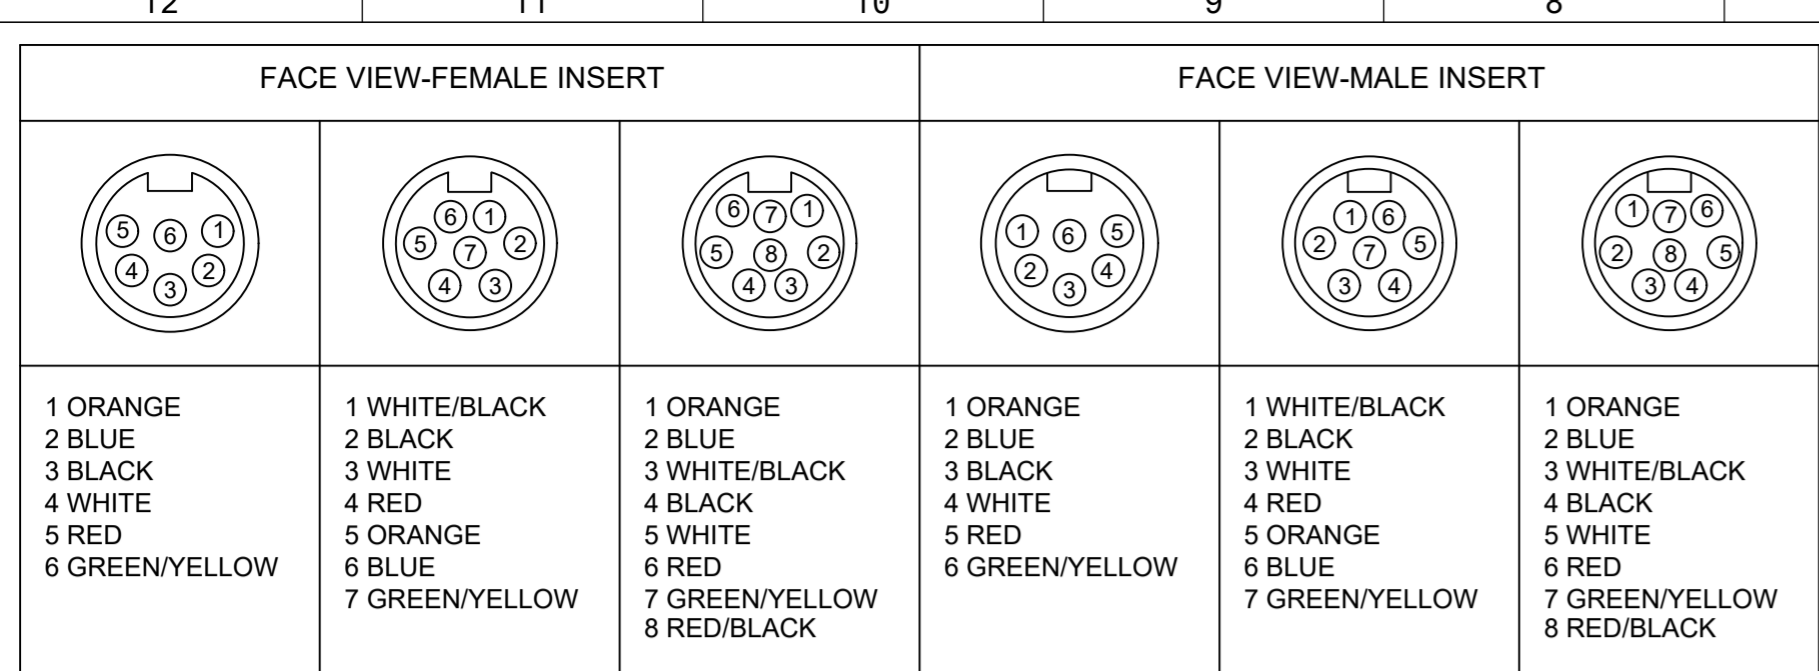 12 11 10 9 8
FACE VIEW-FEMALE INSERT
FACE VIEW-MALE INSERT
5 6 1
4 2
3
6 1
5 2
7
4 3
6 7 1
5 8 2
4 3
1 6 5
2 4
3
1 6
2 5
7
3 4
1 7 6
2 8 5
3 4
1 ORANGE
2 BLUE
3 BLACK
4 WHITE
5 RED
6 GREEN/YELLOW
1 WHITE/BLACK
2 BLACK
3 WHITE
4 RED
5 ORANGE
6 BLUE
7 GREEN/YELLOW
1 ORANGE
2 BLUE
3 WHITE/BLACK
4 BLACK
5 WHITE
6 RED
7 GREEN/YELLOW
8 RED/BLACK
1 ORANGE
2 BLUE
3 BLACK
4 WHITE
5 RED
6 GREEN/YELLOW
1 WHITE/BLACK
2 BLACK
3 WHITE
4 RED
5 ORANGE
6 BLUE
7 GREEN/YELLOW
1 ORANGE
2 BLUE
3 WHITE/BLACK
4 BLACK
5 WHITE
6 RED
7 GREEN/YELLOW
8 RED/BLACK